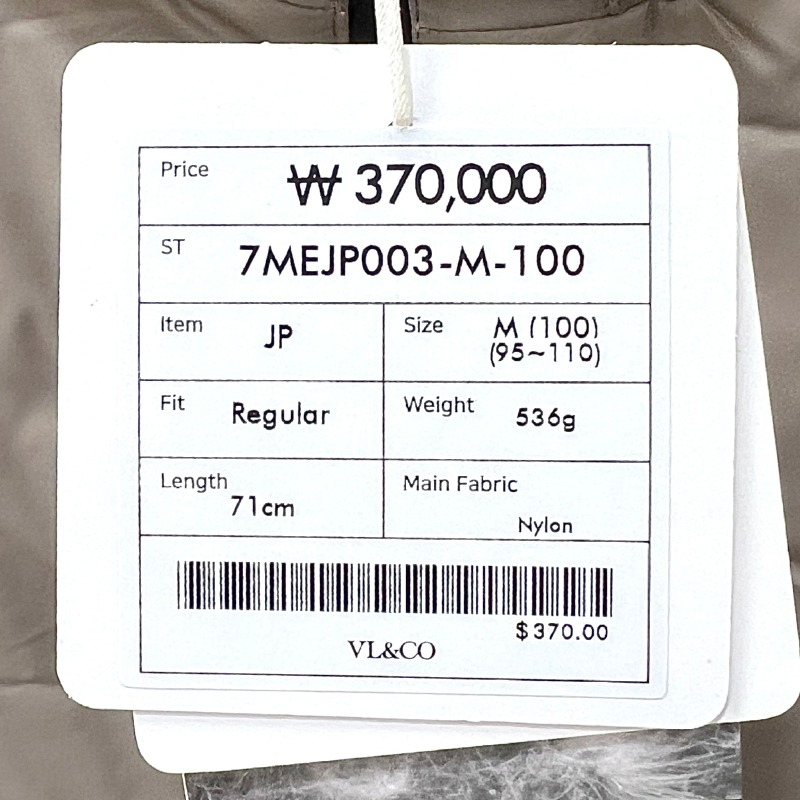 Price ₩ 370,000
ST 7MEJP003-M-100
Item JP
Size M (100)
(95~110)
Fit Regular
Weight 536g
Length
71cm
Main Fabric
Nylon
$370.00
VL&CO